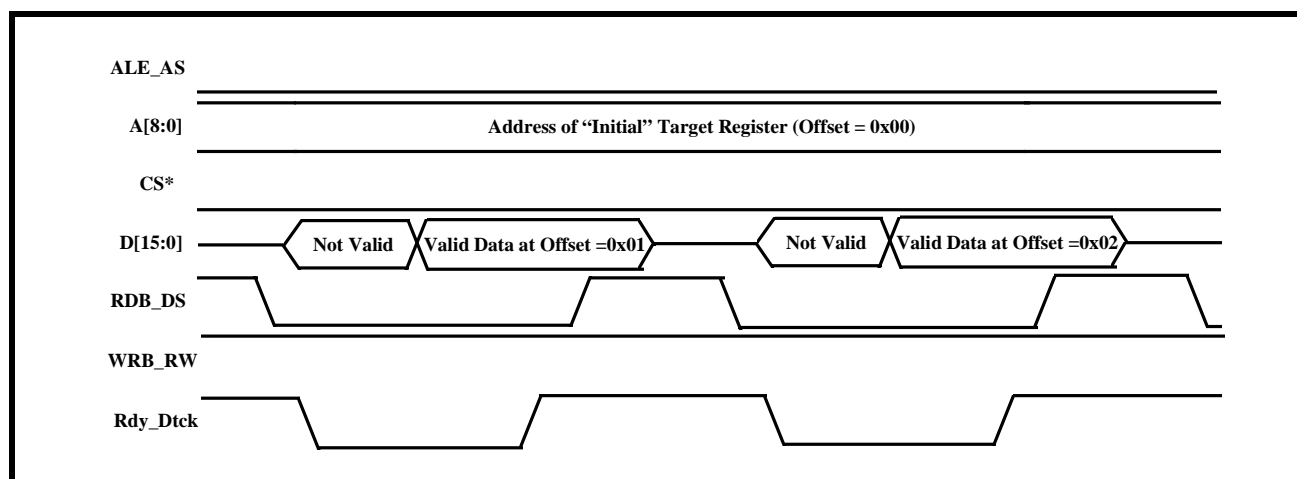 ALE_AS
A[8:0] Address of “Initial” Target Register (Offset = 0x00)
CS*
D[15:0] Not Valid Valid Data at Offset =0x01 Not Valid Valid Data at Offset =0x02
RDB_DS
WRB_RW
Rdy_Dtck